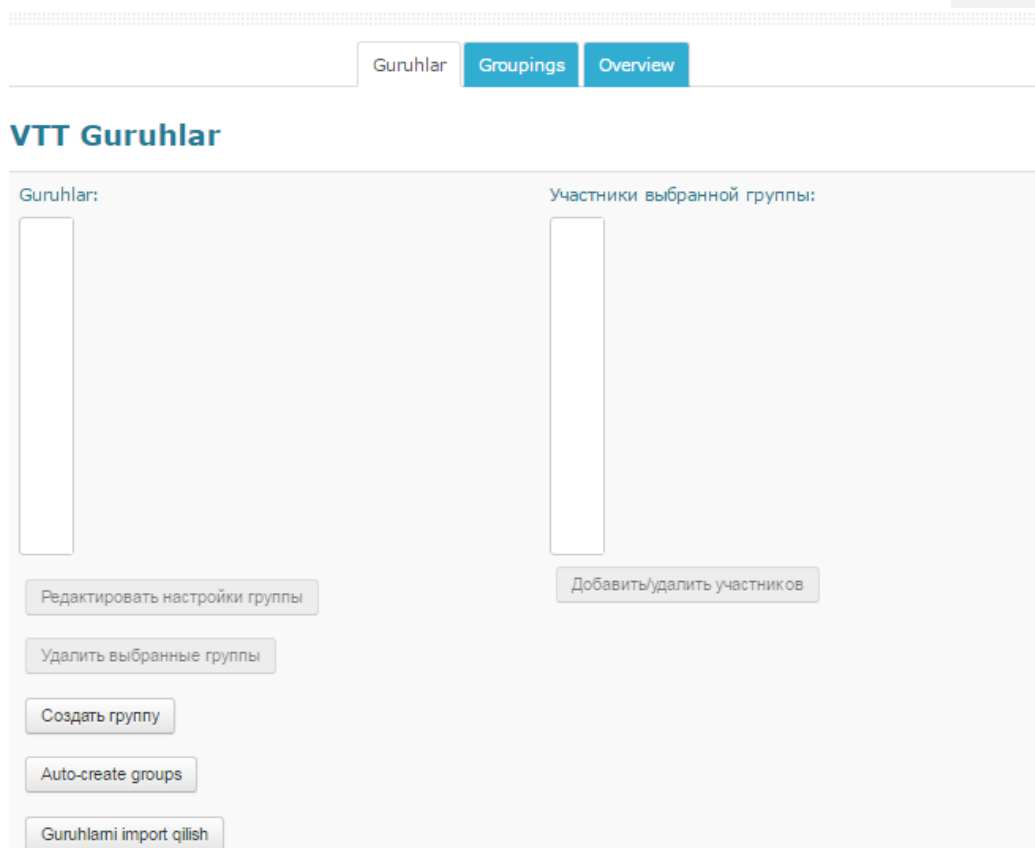 Guruhlar Groupings Overview
VTT Guruhlar
Guruhlar:
Участники выбранной группы:
Редактировать настройки группы
Добавить/удалить участников
Удалить выбранные группы
Создать группу
Auto-create groups
Guruhlarni import qilish